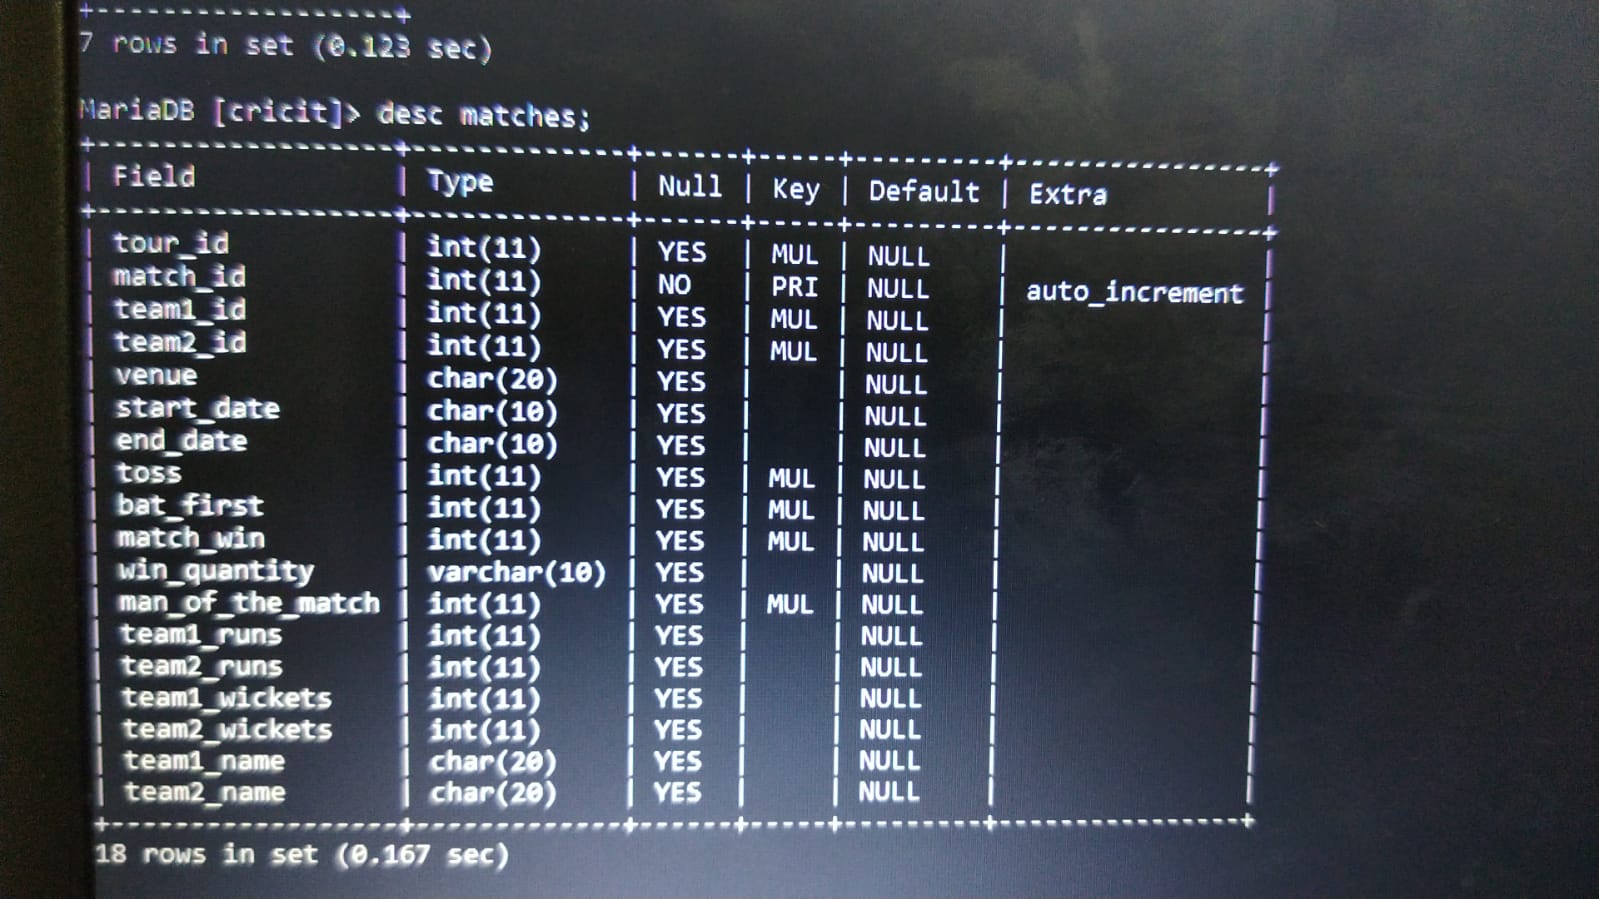 +--------------------+
7 rows in set (0.123 sec)
MariaDB [cricit]> desc matches;
+------------------+-------------+------+-----+---------+----------------+
| Field | Type | Null | Key | Default | Extra |
+------------------+-------------+------+-----+---------+----------------+
| tour_id | int(11) | YES | MUL | NULL | |
| match_id | int(11) | NO | PRI | NULL | auto_increment |
| team1_id | int(11) | YES | MUL | NULL | |
| team2_id | int(11) | YES | MUL | NULL | |
| venue | char(20) | YES | | NULL | |
| start_date | char(10) | YES | | NULL | |
| end_date | char(10) | YES | | NULL | |
| toss | int(11) | YES | MUL | NULL | |
| bat_first | int(11) | YES | MUL | NULL | |
| match_win | int(11) | YES | MUL | NULL | |
| win_quantity | varchar(10) | YES | | NULL | |
| man_of_the_match | int(11) | YES | MUL | NULL | |
| team1_runs | int(11) | YES | | NULL | |
| team2_runs | int(11) | YES | | NULL | |
| team1_wickets | int(11) | YES | | NULL | |
| team2_wickets | int(11) | YES | | NULL | |
| team1_name | char(20) | YES | | NULL | |
| team2_name | char(20) | YES | | NULL | |
+------------------+-------------+------+-----+---------+----------------+
18 rows in set (0.167 sec)